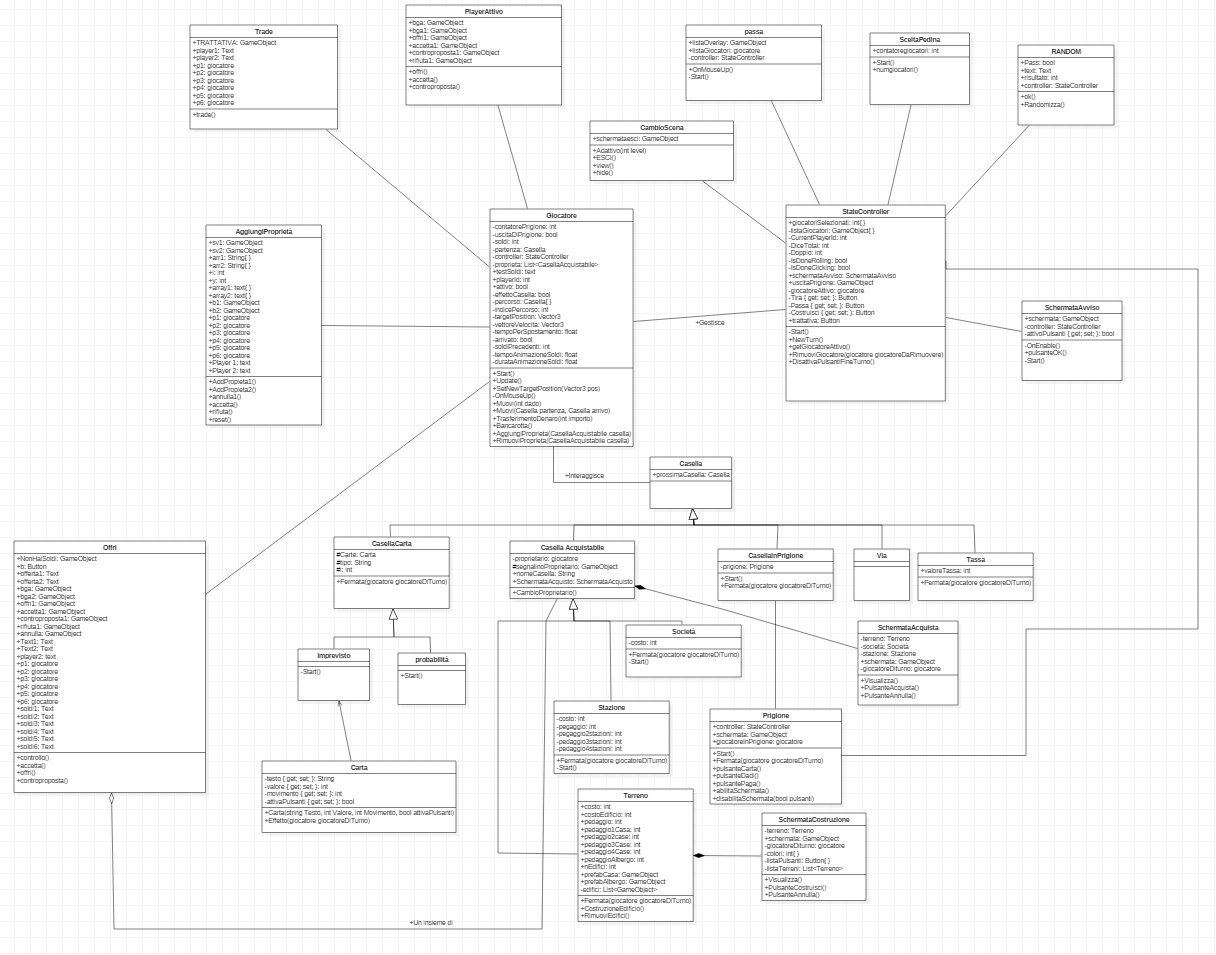 Trade
+TRATTATIVA: GameObject
+player1: Text
+player2: Text
+p1: giocatore
+p2: giocatore
+p3: giocatore
+p4: giocatore
+p5: giocatore
+p6: giocatore
+trade()
PlayerAttivo
+bga: GameObject
+bga1: GameObject
+offri1: GameObject
+accetta1: GameObject
+controproposta1: GameObject
+rifiuta1: GameObject
+offri()
+accetta()
+controproposta()
passa
+listaOverlay: GameObject
+listaGiocatori: giocatore
-controller: StateController
+OnMouseUp()
-Start()
SceltaPedina
+contatoregiocatori: int
+Start()
+numgiocatori()
RANDOM
+Pass: bool
+text: Text
+risultato: int
+controller: StateController
+ok()
+Randomizza()
CambioScena
+schermataesci: GameObject
+Adattivo(int level)
+ESCI()
+view()
+hide()
AggiungiProprietà
+sv1: GameObject
+sv2: GameObject
+arr1: String{ }
+arr2: String{ }
+i: int
+y: int
+array1: text{ }
+array2: text{ }
+b1: GameObject
+b2: GameObject
+p1: giocatore
+p2: giocatore
+p3: giocatore
+p4: giocatore
+p5: giocatore
+p6: giocatore
+Player 1: text
+Player 2: text
+AddPropieta1()
+AddPropieta2()
+annulla1()
+accetta()
+rifiuta()
+reset()
Giocatore
-contatorePrigione: int
-uscitaDiPrigione: bool
-soldi: int
-partenza: Casella
-controller: StateController
-proprieta: List<CasellaAcquistabile>
+testSoldi: text
+playerId: int
+attivo: bool
-effettoCasella: bool
-percorso: Casella{ }
-indicePercorso: int
-targetPosition: Vector3
-vettoreVelocita: Vector3
-tempoPerSpostamento: float
-arrivato: bool
-soldiPrecedenti: int
-tempoAnimazioneSoldi: float
-durataAnimazioneSoldi: float
+Start()
+Update()
+SetNewTargetPosition(Vector3 pos)
-OnMouseUp()
+Muovi(int dado)
+Muovi(Casella partenza, Casella arrivo)
+TrasferimentoDenaro(int importo)
+Bancarotta()
+AggiungiProprieta(CasellaAcquistabile casella)
+RimuoviProprieta(CasellaAcquistabile casella)
+Gestisce
StateController
+giocatoriSelezionati: int{ }
-listaGiocatori: GameObject{ }
-CurrentPlayerId: int
-DiceTotal: int
-Doppio: int
-IsDoneRolling: bool
-IsDoneClicking: bool
+schermataAvviso: SchermataAvviso
+uscitaPrigione: GameObject
-giocatoreAttivo: giocatore
-Tira { get; set; }: Button
-Passa { get; set; }: Button
-Costruisci { get; set; }: Button
+trattativa: Button
-Start()
+NewTurn()
+getGiocatoreAttivo()
+RimuoviGiocatore(giocatore giocatoreDaRimuovere)
+DisattivaPulsantiFineTurno()
SchermataAvviso
+schermata: GameObject
-controller: StateController
-attivoPulsanti { get; set; }: bool
-OnEnable()
+pulsanteOK()
-Start()
+Interaggisce
Casella
+prossimaCasella: Casella
Offri
+NonHaiSoldi: GameObject
+b: Button
+offerta1: Text
+offerta2: Text
+bga: GameObject
+bga2: GameObject
+offri1: GameObject
+accetta1: GameObject
+controproposta1: GameObject
+rifiuta1: GameObject
+annulla: GameObject
+Text1: Text
+Text2: Text
+player2: text
+p1: giocatore
+p2: giocatore
+p3: giocatore
+p4: giocatore
+p5: giocatore
+p6: giocatore
+soldi1: Text
+soldi2: Text
+soldi3: Text
+soldi4: Text
+soldi5: Text
+soldi6: Text
+controllo()
+accetta()
+offri()
+controproposta()
CasellaCarta
#Carte: Carta
#tipo: String
#i: int
+Fermata(giocatore giocatoreDiTurno)
Casella Acquistabile
-proprietario: giocatore
#segnalinoProprietario: GameObject
+nomeCasella: String
+SchermataAcquisto: SchermataAcquisto
+CambioProprietario()
CasellaInPrigione
-prigione: Prigione
+Start()
+Fermata(giocatore giocatoreDiTurno)
Via
Tassa
+valoreTassa: int
+Fermata(giocatore giocatoreDiTurno)
Imprevisto
-Start()
probabilità
+Start()
Società
-costo: int
+Fermata(giocatore giocatoreDiTurno)
-Start()
SchermataAcquista
-terreno: Terreno
-società: Società
-stazione: Stazione
+schermata: GameObject
-giocatoreDiturno: giocatore
+Visualizza()
+PulsanteAcquista()
+PulsanteAnnulla()
Stazione
-costo: int
-pegaggio: int
-pegaggio2stazioni: int
-pegaggio3stazioni: int
-pegaggio4stazioni: int
+Fermata(giocatore giocatoreDiTurno)
-Start()
Prigione
+controller: StateController
+schermata: GameObject
+giocatoreInPrigione: giocatore
+Start()
+Fermata(giocatore giocatoreDiTurno)
+pulsanteCarta()
+pulsanteDadi()
+pulsantePaga()
+abilitaSchermata()
+disabilitaSchermata(bool pulsanti)
Carta
-testo { get; set; }: String
-valore { get; set; }: int
-movimento { get; set; }: int
-attivaPulsanti { get; set; }: bool
+Carta(string Testo, int Valore, int Movimento, bool attivaPulsanti)
+Effetto(giocatore giocatoreDiTurno)
Terreno
+costo: int
+costoEdificio: int
+pedaggio: int
+pedaggio1Casa: int
+pedaggio2case: int
+pedaggio3Case: int
+pedaggio4Case: int
+pedaggioAlbergo: int
+nEdifici: int
+prefabCasa: GameObject
+prefabAlbergo: GameObject
-edifici: List<GameObject>
+Fermata(giocatore giocatoreDiTurno)
+CostruzioneEdificio()
+RimuoviEdifici()
SchermataCostruzione
-terreno: Terreno
+schermata: GameObject
-giocatoreDiturno: giocatore
-colori: int{ }
-listaPulsanti: Button{ }
-listaTerreni: List<Terreno>
+Visualizza()
+PulsanteCostruisci()
+PulsanteAnnulla()
+Un insieme di